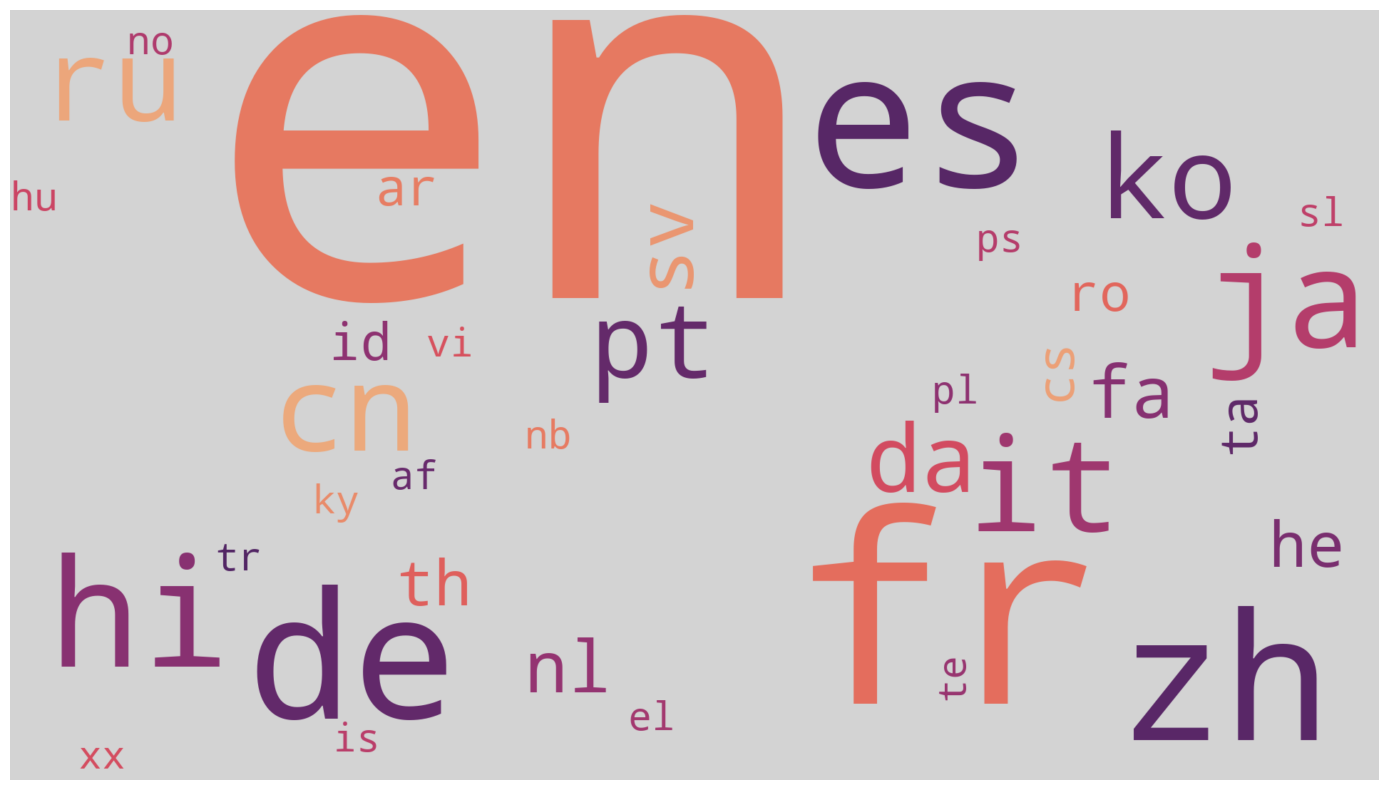 en
no
ru
es
ko
hu
ar
sv
ps
sl
ja
ro
id
vi
pt
cs
fa
pl
cn
ta
nb
da
it
af
ky
he
fr
hi
tr
th
de
zh
nl
te
el
is
xx